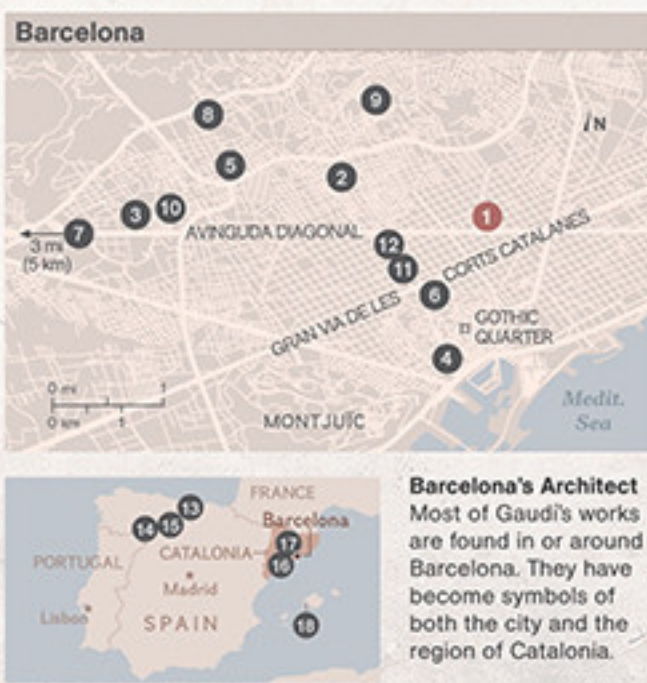 Barcelona
8
9
N
5
2
3
10
1
7
AVINGUDA DIAGONAL
3 mi
(5 km)
12
11
CORTS CATALANES
6
GRAN VIA DE LES
GOTHIC
QUARTER
4
0 mi 1
0 km 1
MONTJUÏC
Medit.
Sea
FRANCE
13
14
15
Barcelona
CATALONIA
17
16
PORTUGAL
Madrid
Lisbon
SPAIN
18
Barcelona's Architect
Most of Gaudí's works
are found in or around
Barcelona. They have
become symbols of
both the city and the
region of Catalonia.